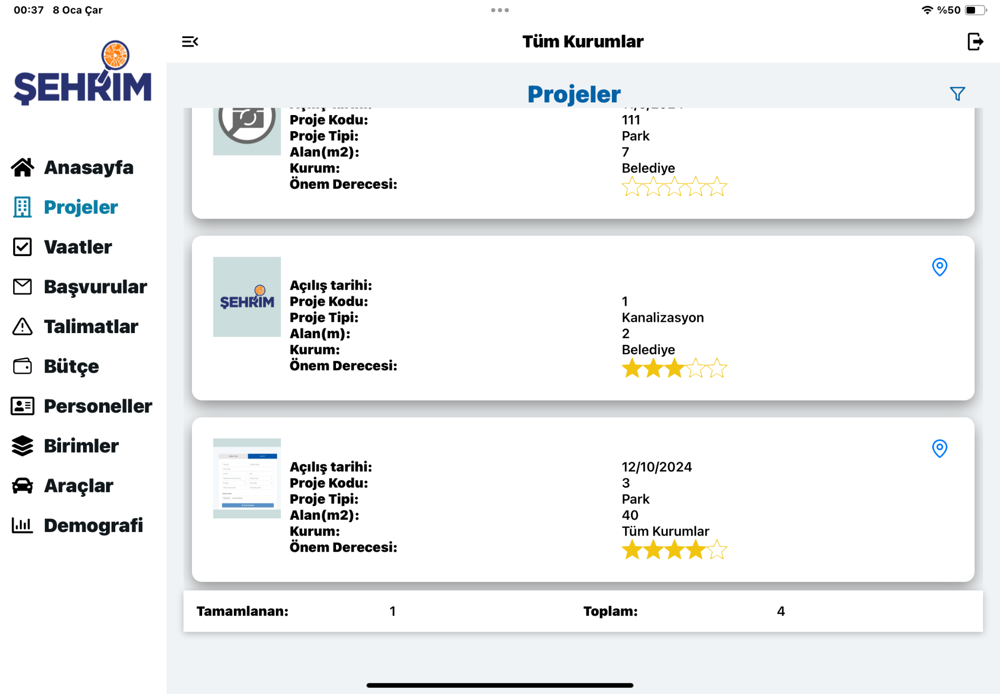 00:37 8 Oca Çar
%50
ŞEHRİM
Tüm Kurumlar
Projeler
Anasayfa
Projeler
Vaatler
Başvurular
Talimatlar
Bütçe
Personeller
Birimler
Araçlar
Demografi
Proje Kodu: 111
Proje Tipi: Park
Alan(m2): 7
Kurum: Belediye
Önem Derecesi:
ŞEHRİM
Açılış tarihi:
Proje Kodu: 1
Proje Tipi: Kanalizasyon
Alan(m): 2
Kurum: Belediye
Önem Derecesi:
Açılış tarihi: 12/10/2024
Proje Kodu: 3
Proje Tipi: Park
Alan(m2): 40
Kurum: Tüm Kurumlar
Önem Derecesi:
Tamamlanan: 1 Toplam: 4